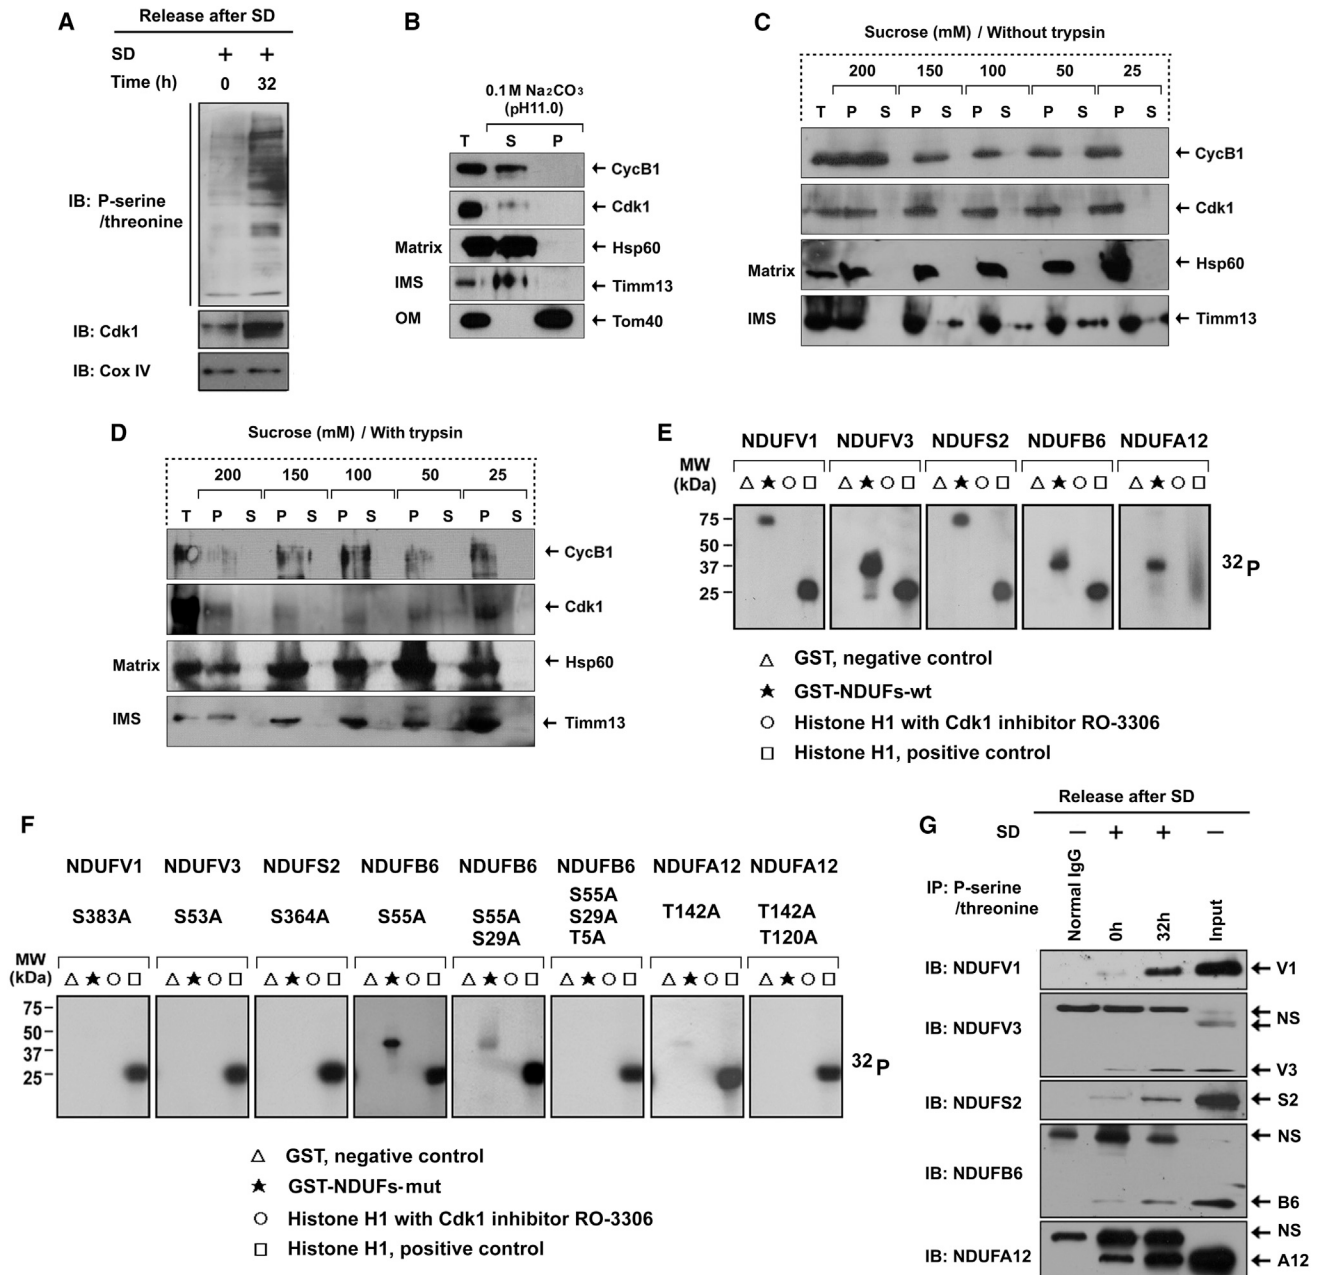 A
Release after SD
SD + +
Time (h) 0 32
IB: P-serine
/threonine
IB: Cdk1
IB: Cox IV
B
0.1M Na2CO3
(pH11.0)
T S P
← CycB1
← Cdk1
Matrix ← Hsp60
IMS ← Timm13
OM ← Tom40
C
Sucrose (mM) / Without trypsin
200 150 100 50 25
T P S P S P S P S P S
← CycB1
← Cdk1
Matrix ← Hsp60
IMS ← Timm13
D
Sucrose (mM) / With trypsin
200 150 100 50 25
T P S P S P S P S P S
← CycB1
← Cdk1
Matrix ← Hsp60
IMS ← Timm13
E
NDUFV1 NDUFV3 NDUFS2 NDUFB6 NDUFA12
MW
(kDa) △ ★ ○ □ △ ★ ○ □ △ ★ ○ □ △ ★ ○ □ △ ★ ○ □
75
50
37
25
32P
△ GST, negative control
★ GST-NDUFs-wt
○ Histone H1 with Cdk1 inhibitor RO-3306
□ Histone H1, positive control
F
NDUFV1 NDUFV3 NDUFS2 NDUFB6 NDUFB6 NDUFB6 NDUFA12 NDUFA12
S383A S53A S364A S55A S55A S29A S55A S29A T5A T142A T142A T120A
MW
(kDa) △ ★ ○ □ △ ★ ○ □ △ ★ ○ □ △ ★ ○ □ △ ★ ○ □ △ ★ ○ □ △ ★ ○ □ △ ★ ○ □
75
50
37
25
32P
△ GST, negative control
★ GST-NDUFs-mut
○ Histone H1 with Cdk1 inhibitor RO-3306
□ Histone H1, positive control
G
Release after SD
SD − + + −
IP: P-serine
/threonine
Normal IgG 0h 32h Input
IB: NDUFV1 ← V1
IB: NDUFV3 ← NS
← V3
IB: NDUFS2 ← S2
← NS
IB: NDUFB6
← B6
← NS
IB: NDUFA12 ← A12